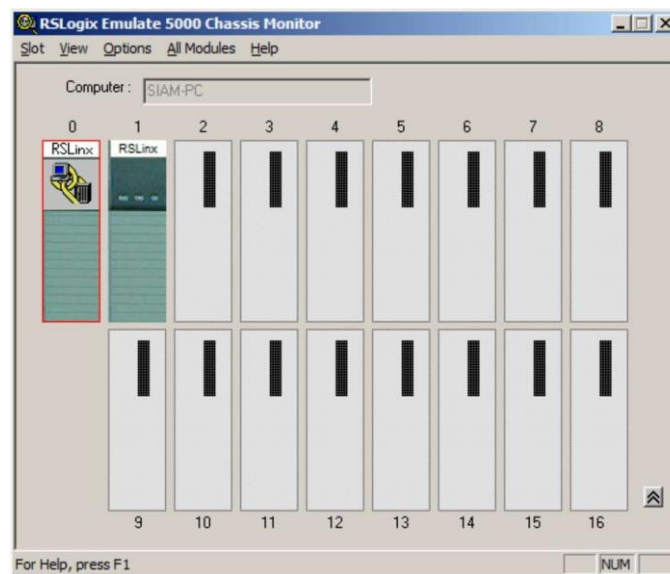 RSLogix Emulate 5000 Chassis Monitor
Slot View Options All Modules Help
Computer : SIAM-PC
0 1 2 3 4 5 6 7 8
RSLinx RSLinx
9 10 11 12 13 14 15 16
For Help, press F1 NUM